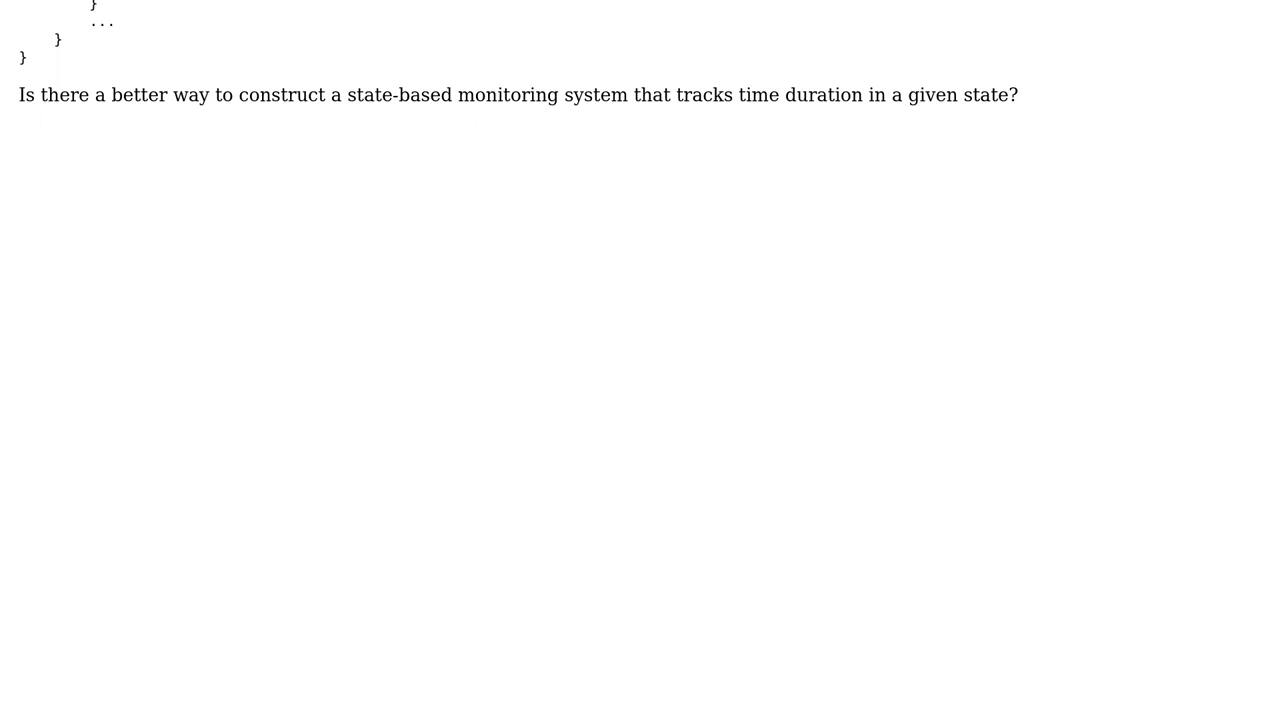 }
        ...
    }
}
Is there a better way to construct a state-based monitoring system that tracks time duration in a given state?